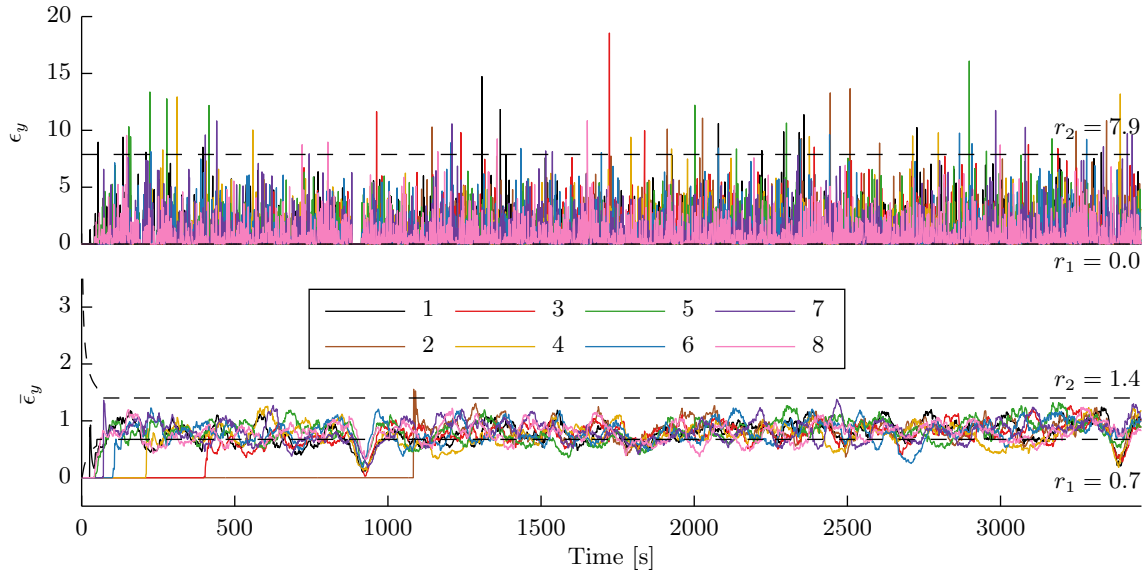 20
15
10
5
0
ϵ_y
r_2 = 7.9
r_1 = 0.0
3
2
1
0
ϵ̄_y
1 3 5 7
2 4 6 8
r_2 = 1.4
r_1 = 0.7
0 500 1000 1500 2000 2500 3000
Time [s]